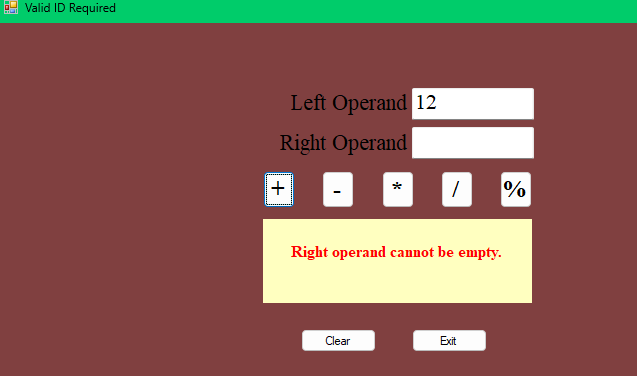 Valid ID Required
Left Operand 12
Right Operand
+ - * / %
Right operand cannot be empty.
Clear Exit